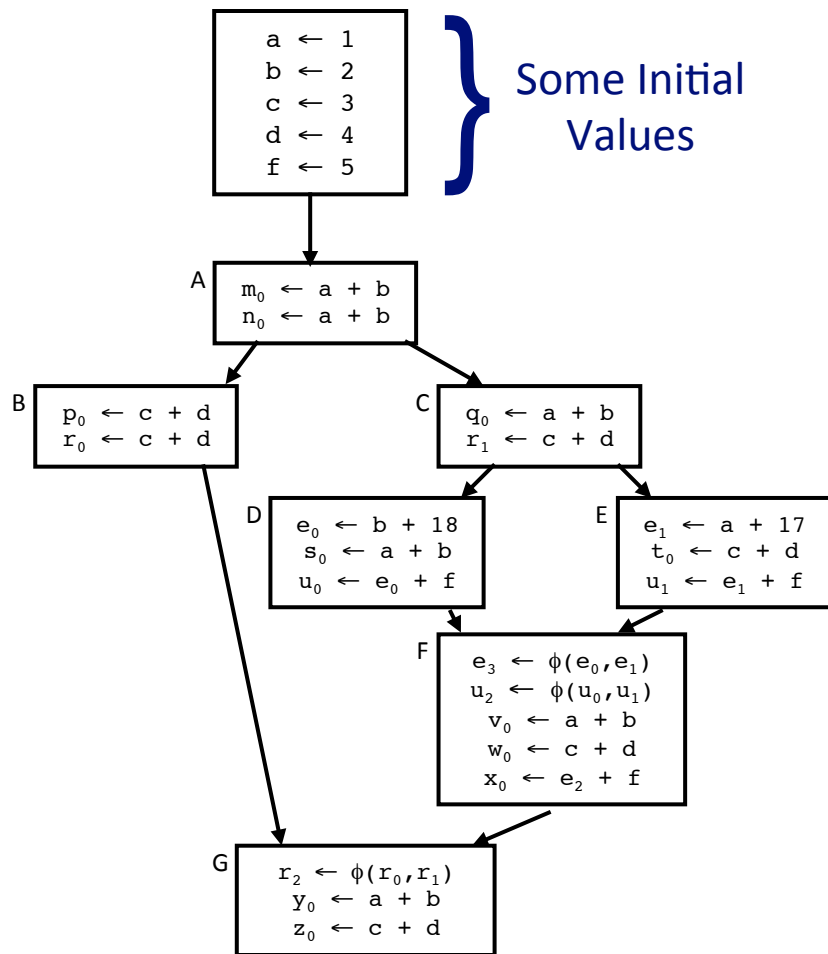 a ← 1
b ← 2
c ← 3
d ← 4
f ← 5
Some Initial
Values
A
m₀ ← a + b
n₀ ← a + b
B
p₀ ← c + d
r₀ ← c + d
C
q₀ ← a + b
r₁ ← c + d
D
e₀ ← b + 18
s₀ ← a + b
u₀ ← e₀ + f
E
e₁ ← a + 17
t₀ ← c + d
u₁ ← e₁ + f
F
e₃ ← ϕ(e₀,e₁)
u₂ ← ϕ(u₀,u₁)
v₀ ← a + b
w₀ ← c + d
x₀ ← e₂ + f
G
r₂ ← ϕ(r₀,r₁)
y₀ ← a + b
z₀ ← c + d